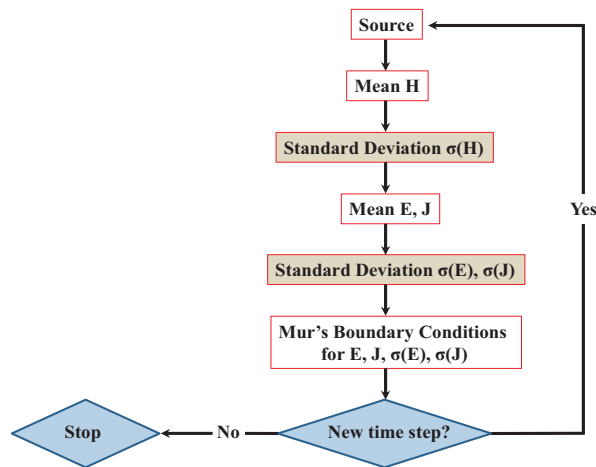 Source
Mean H
Standard Deviation σ(H)
Mean E, J
Yes
Standard Deviation σ(E), σ(J)
Mur's Boundary Conditions
for E, J, σ(E), σ(J)
Stop
No
New time step?